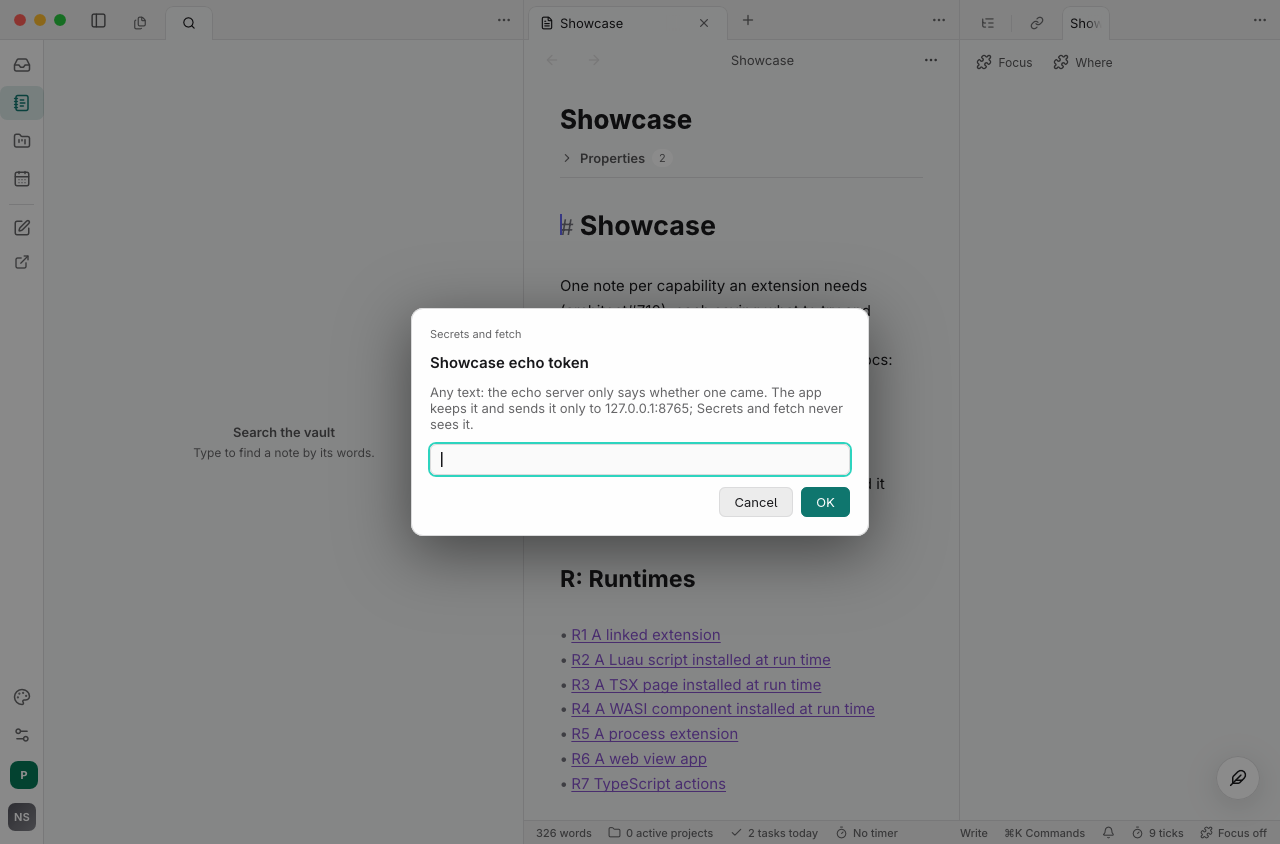 Showcase
Show
Showcase
Focus
Where
Showcase
Properties 2
# Showcase
One note per capability an extension needs
ocs:
Search the vault
Type to find a note by its words.
Secrets and fetch
Showcase echo token
Any text: the echo server only says whether one came. The app
keeps it and sends it only to 127.0.0.1:8765; Secrets and fetch never
sees it.
d it
Cancel
OK
R: Runtimes
• R1 A linked extension
• R2 A Luau script installed at run time
• R3 A TSX page installed at run time
• R4 A WASI component installed at run time
• R5 A process extension
• R6 A web view app
• R7 TypeScript actions
P
NS
326 words
0 active projects
2 tasks today
No timer
Write
⌘K Commands
9 ticks
Focus off